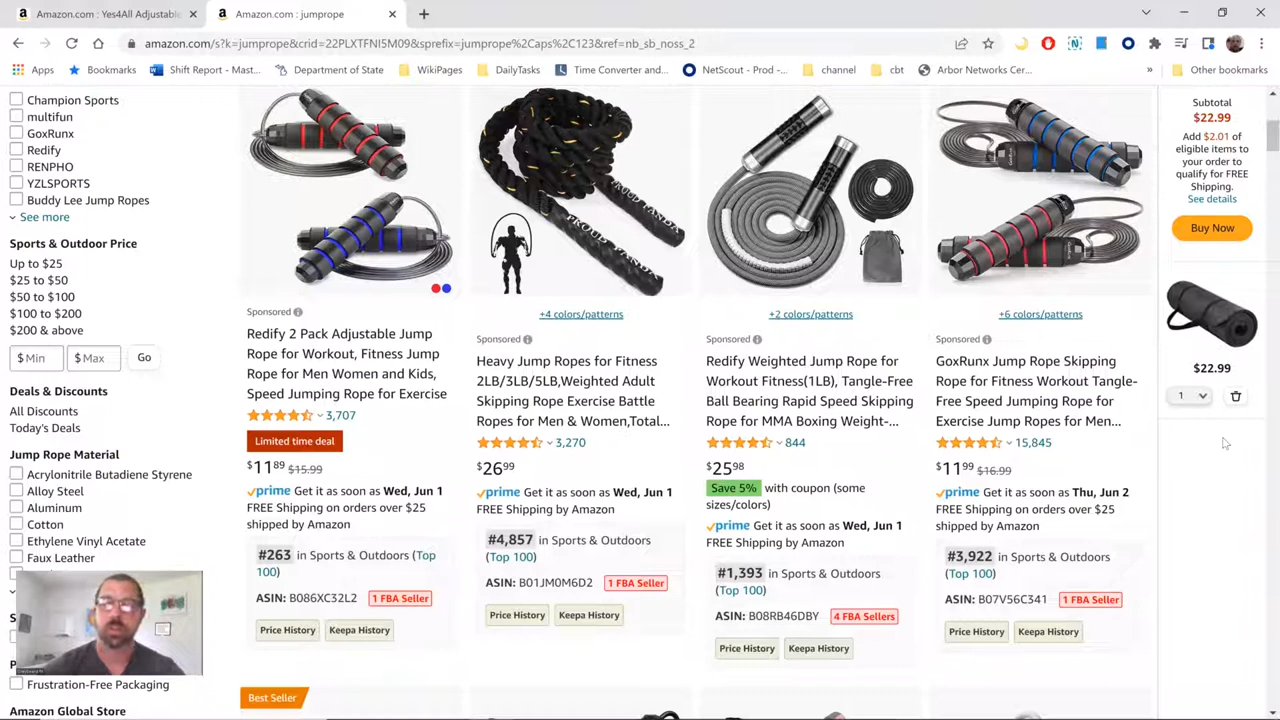 Amazon.com : Yes4All Adjustable
Amazon.com : jumprope
amazon.com/s?k=jumprope&crid=22PLXTFNI5M09&sprefix=jumprope%2Caps%2C123&ref=nb_sb_noss_2
Apps
Bookmarks
Shift Report - Mast...
Department of State
WikiPages
DailyTasks
Time Converter and...
NetScout - Prod -...
channel
cbt
Arbor Networks Cer...
»
Other bookmarks
Champion Sports
multifun
GoxRunx
Redify
RENPHO
YZLSPORTS
Buddy Lee Jump Ropes
See more
Sports & Outdoor Price
Up to $25
$25 to $50
$50 to $100
$100 to $200
$200 & above
$ Min
$ Max
Go
Deals & Discounts
All Discounts
Today's Deals
Jump Rope Material
Acrylonitrile Butadiene Styrene
Alloy Steel
Aluminum
Cotton
Ethylene Vinyl Acetate
Faux Leather
Frustration-Free Packaging
Amazon Global Store
Sponsored
Redify 2 Pack Adjustable Jump
Rope for Workout, Fitness Jump
Rope for Men Women and Kids,
Speed Jumping Rope for Exercise
3,707
Limited time deal
$11 89 $15.99
prime Get it as soon as Wed, Jun 1
FREE Shipping on orders over $25
shipped by Amazon
#263 in Sports & Outdoors (Top
100)
ASIN: B086XC32L2 1 FBA Seller
Price History Keepa History
Best Seller
PROUD PANDA
PROUD PANDA
+4 colors/patterns
Sponsored
Heavy Jump Ropes for Fitness
2LB/3LB/5LB,Weighted Adult
Skipping Rope Exercise Battle
Ropes for Men & Women,Total...
3,270
$26 99
prime Get it as soon as Wed, Jun 1
FREE Shipping by Amazon
#4,857 in Sports & Outdoors
(Top 100)
ASIN: B01JM0M6D2 1 FBA Seller
Price History Keepa History
+2 colors/patterns
Sponsored
Redify Weighted Jump Rope for
Workout Fitness(1LB), Tangle-Free
Ball Bearing Rapid Speed Skipping
Rope for MMA Boxing Weight-...
844
$25 98
Save 5% with coupon (some
sizes/colors)
prime Get it as soon as Wed, Jun 1
FREE Shipping by Amazon
#1,393 in Sports & Outdoors
(Top 100)
ASIN: B08RB46DBY 4 FBA Sellers
Price History Keepa History
+6 colors/patterns
Sponsored
GoxRunx Jump Rope Skipping
Rope for Fitness Workout Tangle-
Free Speed Jumping Rope for
Exercise Jump Ropes for Men...
15,845
$11 99 $16.99
prime Get it as soon as Thu, Jun 2
FREE Shipping on orders over $25
shipped by Amazon
#3,922 in Sports & Outdoors
(Top 100)
ASIN: B07V56C341 1 FBA Seller
Price History Keepa History
Subtotal
$22.99
Add $2.01 of
eligible items to
your order to
qualify for FREE
Shipping.
See details
Buy Now
$22.99
1